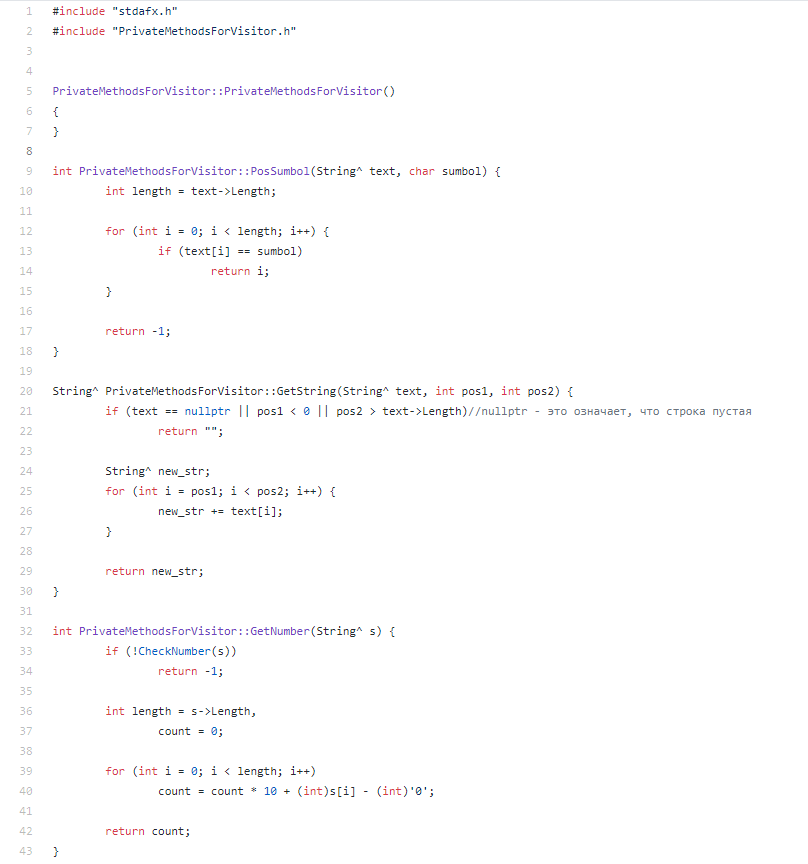 1 #include "stdafx.h"
2 #include "PrivateMethodsForVisitor.h"
3
4
5 PrivateMethodsForVisitor::PrivateMethodsForVisitor()
6 {
7 }
8
9 int PrivateMethodsForVisitor::PosSumbol(String^ text, char sumbol) {
10 int length = text->Length;
11
12 for (int i = 0; i < length; i++) {
13 if (text[i] == sumbol)
14 return i;
15 }
16
17 return -1;
18 }
19
20 String^ PrivateMethodsForVisitor::GetString(String^ text, int pos1, int pos2) {
21 if (text == nullptr || pos1 < 0 || pos2 > text->Length)//nullptr - это означает, что строка пустая
22 return "";
23
24 String^ new_str;
25 for (int i = pos1; i < pos2; i++) {
26 new_str += text[i];
27 }
28
29 return new_str;
30 }
31
32 int PrivateMethodsForVisitor::GetNumber(String^ s) {
33 if (!CheckNumber(s))
34 return -1;
35
36 int length = s->Length,
37 count = 0;
38
39 for (int i = 0; i < length; i++)
40 count = count * 10 + (int)s[i] - (int)'0';
41
42 return count;
43 }